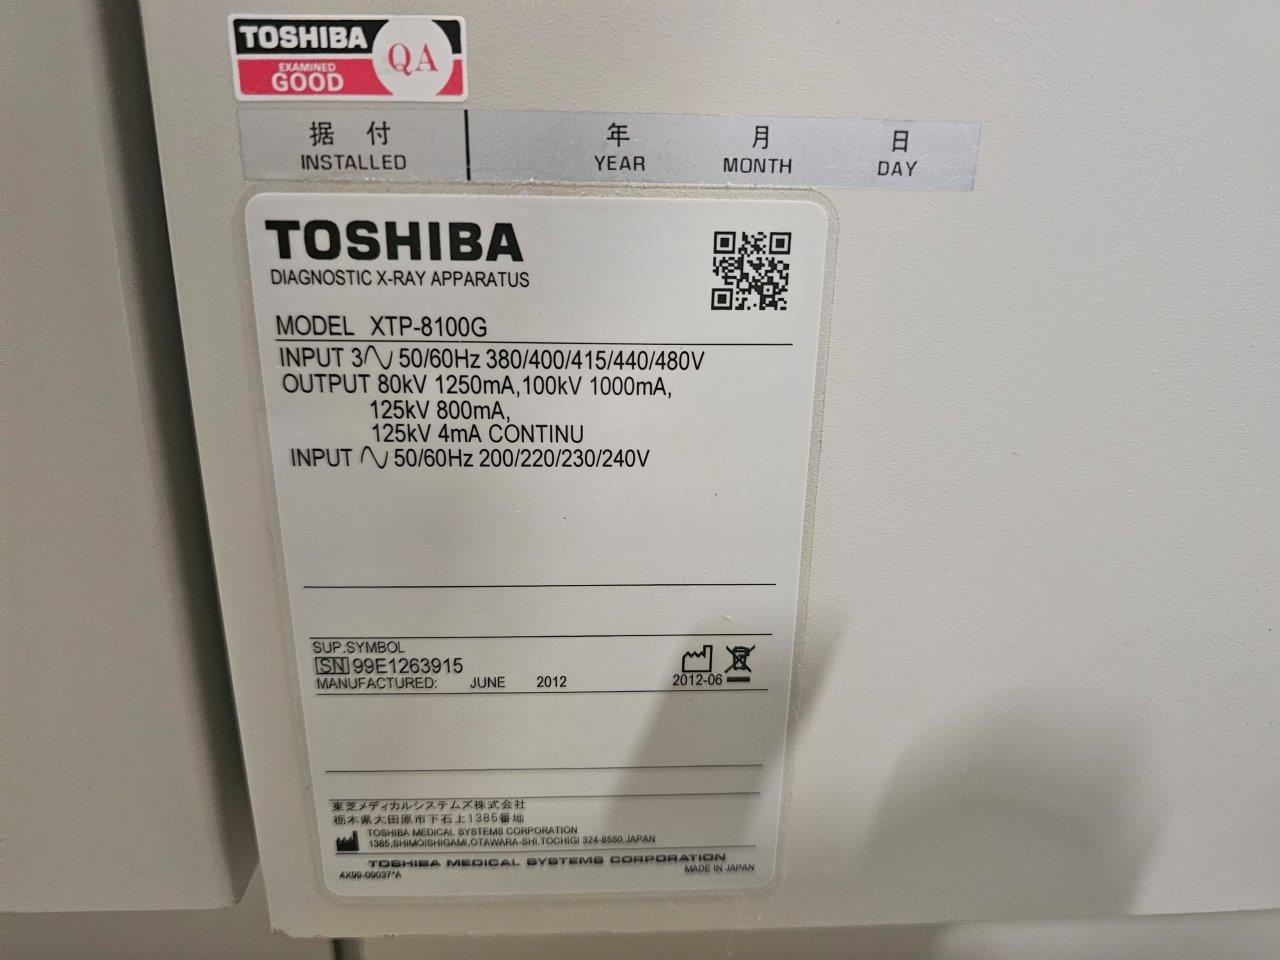 TOSHIBA
QA
EXAMINED
GOOD
据 付 年 月 日
INSTALLED YEAR MONTH DAY
TOSHIBA
DIAGNOSTIC X-RAY APPARATUS
MODEL XTP-8100G
INPUT 3∿ 50/60Hz 380/400/415/440/480V
OUTPUT 80kV 1250mA,100kV 1000mA,
125kV 800mA,
125kV 4mA CONTINU
INPUT ∿ 50/60Hz 200/220/230/240V
SUP.SYMBOL
SN 99E1263915
MANUFACTURED: JUNE 2012
2012-06
東芝メディカルシステムズ株式会社
栃木県大田原市下石上1385番地
TOSHIBA MEDICAL SYSTEMS CORPORATION
1385,SHIMOISHIGAMI,OTAWARA-SHI,TOCHIGI 324-8550,JAPAN
TOSHIBA MEDICAL SYSTEMS CORPORATION
MADE IN JAPAN
4X99-09037*A